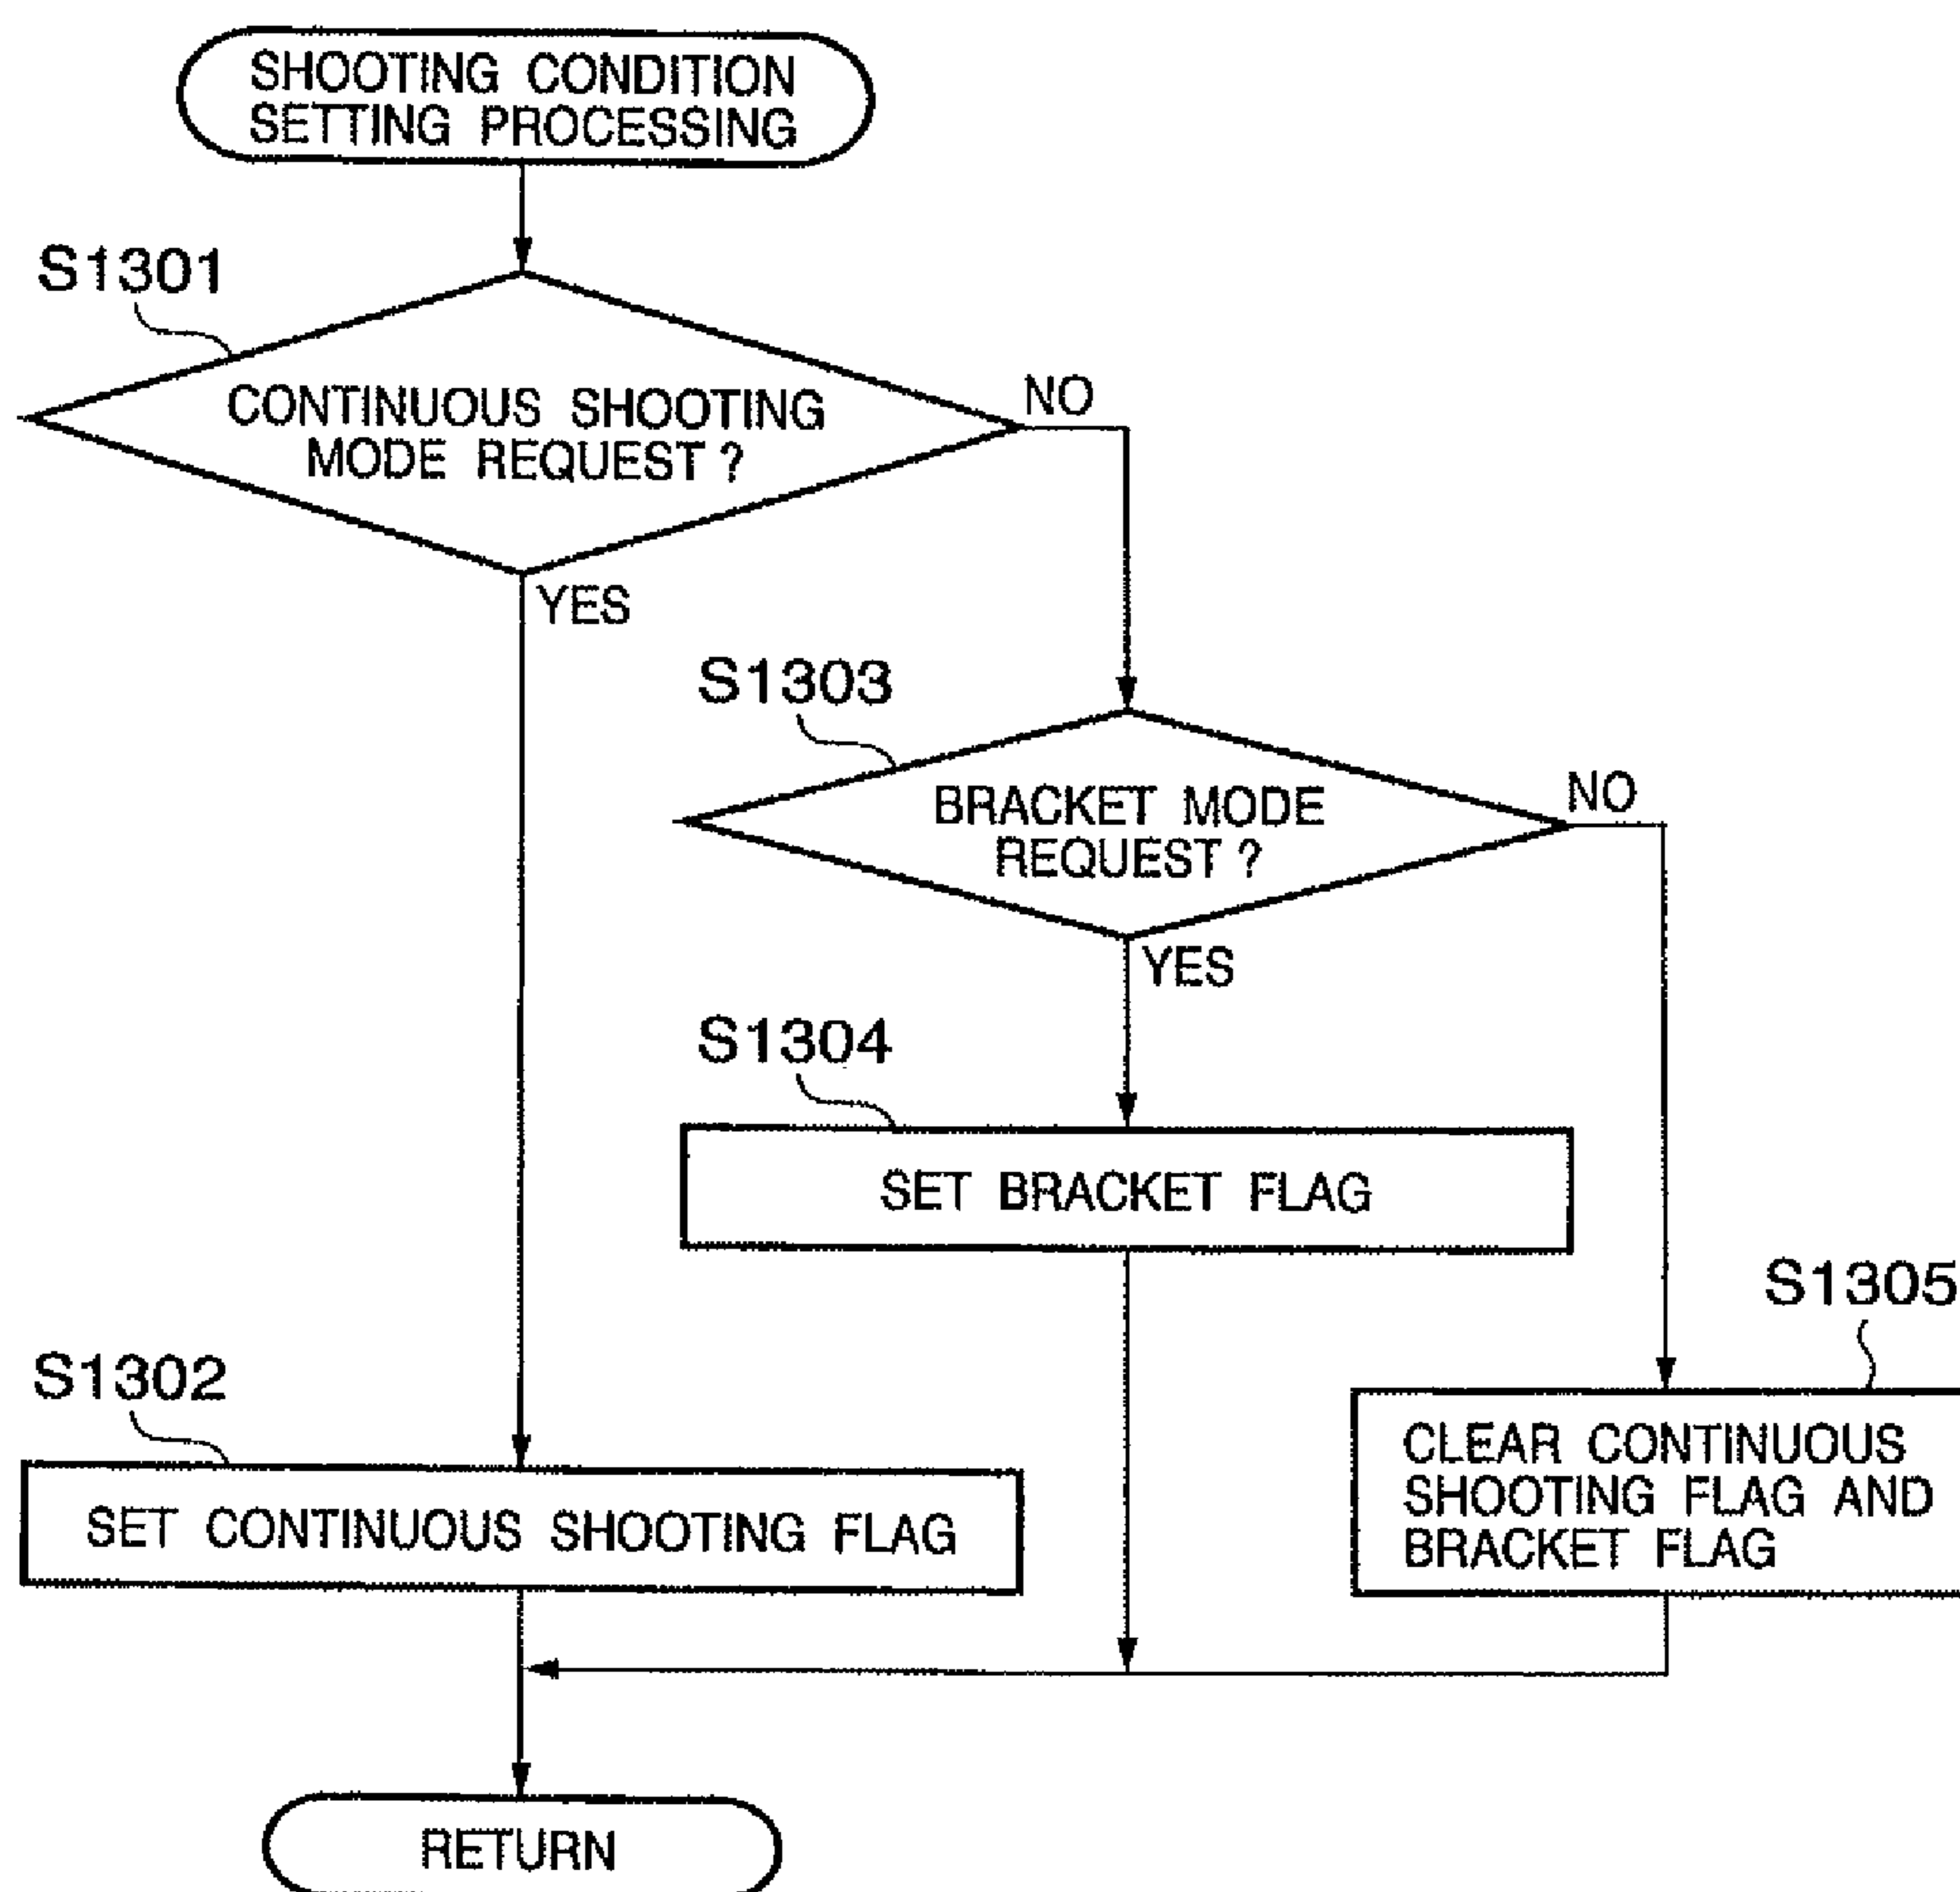 SHOOTING CONDITION
SETTING PROCESSING
S1301
CONTINUOUS SHOOTING
MODE REQUEST ?
NO
YES
S1303
BRACKET MODE
REQUEST ?
NO
YES
S1304
SET BRACKET FLAG
S1305
CLEAR CONTINUOUS
SHOOTING FLAG AND
BRACKET FLAG
S1302
SET CONTINUOUS SHOOTING FLAG
RETURN